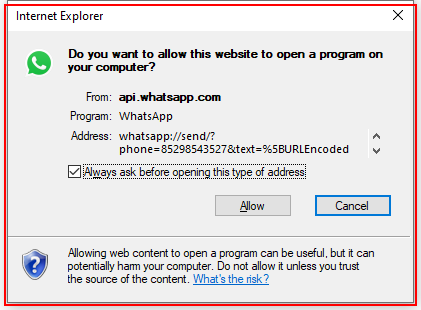 Internet Explorer
Do you want to allow this website to open a program on
your computer?
From: api.whatsapp.com
Program: WhatsApp
Address: whatsapp://send/?
phone=85298543527&text=%5BURLEncoded
Always ask before opening this type of address
Allow Cancel
Allowing web content to open a program can be useful, but it can
potentially harm your computer. Do not allow it unless you trust
the source of the content. What's the risk?